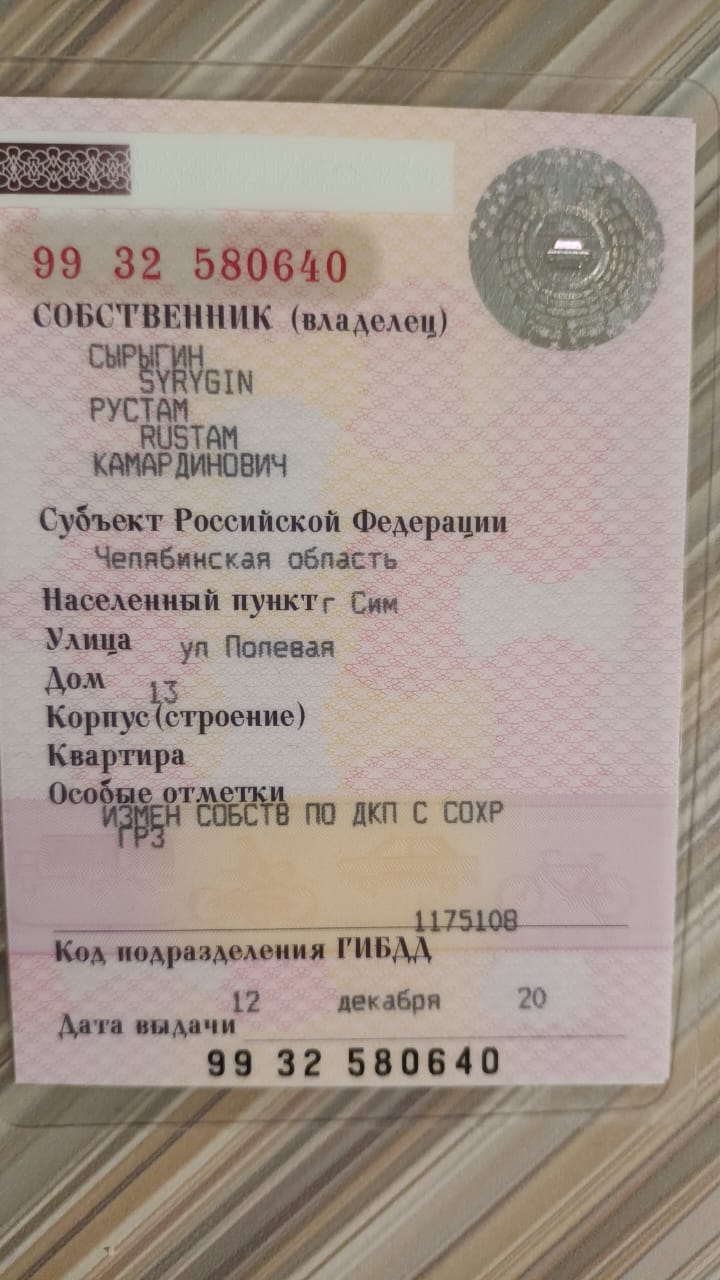 99 32 580640
СОБСТВЕННИК (владелец)
СЫРЫГИН
SYRYGIN
РУСТАМ
RUSTAM
КАМАРДИНОВИЧ
Субъект Российской Федерации
Челябинская область
Населенный пункт г Сим
Улица ул Полевая
Дом 13
Корпус (строение)
Квартира
Особые отметки
ИЗМЕН СОБСТВ ПО ДКП С СОХР
ГРЗ
1175108
Код подразделения ГИБДД
12 декабря 20
Дата выдачи
99 32 580640